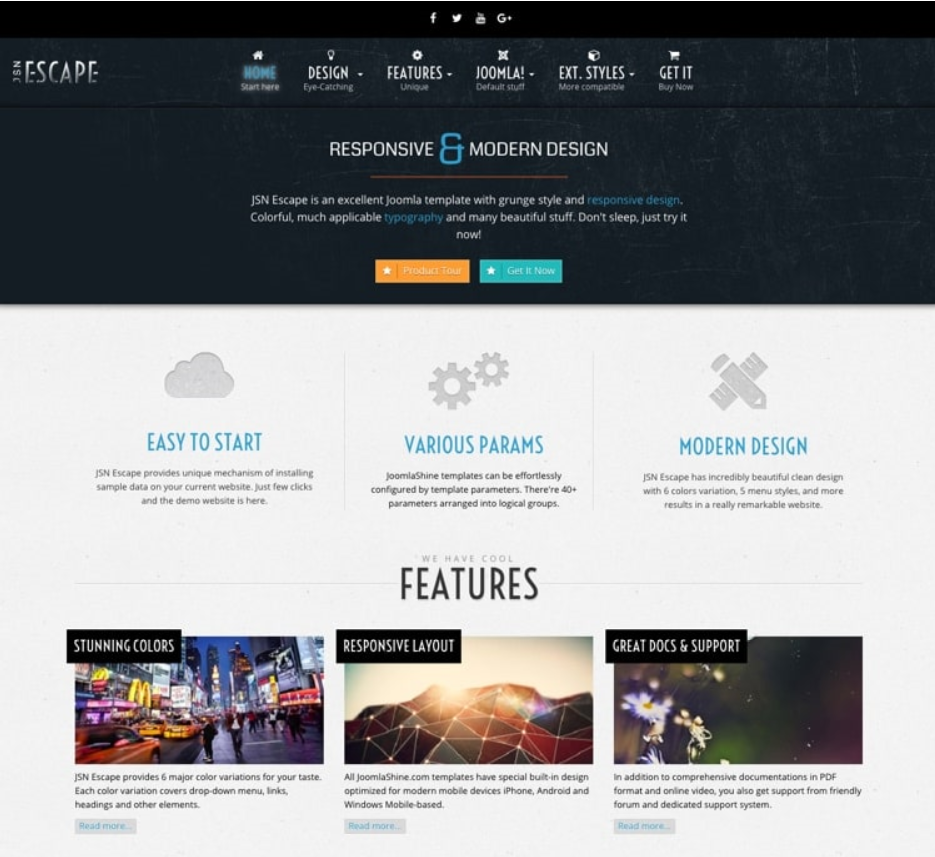 JSN ESCAPE
HOME
Start here
DESIGN
Eye-Catching
FEATURES
Unique
JOOMLA!
Default stuff
EXT. STYLES
More compatible
GET IT
Buy Now
RESPONSIVE & MODERN DESIGN
JSN Escape is an excellent Joomla template with grunge style and responsive design.
Colorful, much applicable typography and many beautiful stuff. Don't sleep, just try it
now!
Product Tour
Get It Now
EASY TO START
JSN Escape provides unique mechanism of installing
sample data on your current website. Just few clicks
and the demo website is here.
VARIOUS PARAMS
JoomlaShine templates can be effortlessly
configured by template parameters. There're 40+
parameters arranged into logical groups.
MODERN DESIGN
JSN Escape has incredibly beautiful clean design
with 6 colors variation, 5 menu styles, and more
results in a really remarkable website.
WE HAVE COOL
FEATURES
STUNNING COLORS
JSN Escape provides 6 major color variations for your taste.
Each color variation covers drop-down menu, links,
headings and other elements.
Read more...
RESPONSIVE LAYOUT
All JoomlaShine.com templates have special built-in design
optimized for modern mobile devices iPhone, Android and
Windows Mobile-based.
Read more...
GREAT DOCS & SUPPORT
In addition to comprehensive documentations in PDF
format and online video, you also get support from friendly
forum and dedicated support system.
Read more...